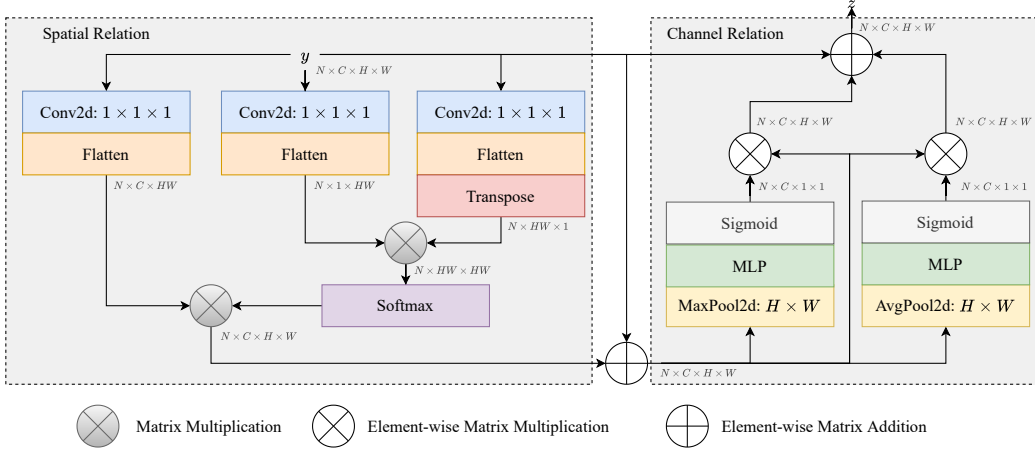 z
Spatial Relation
Channel Relation
N × C × H × W
y
N × C × H × W
Conv2d: 1 × 1 × 1
Conv2d: 1 × 1 × 1
Conv2d: 1 × 1 × 1
N × C × H × W
N × C × H × W
Flatten
Flatten
Flatten
N × C × HW
N × 1 × HW
Transpose
N × C × 1 × 1
N × C × 1 × 1
N × HW × 1
Sigmoid
Sigmoid
N × HW × HW
MLP
MLP
Softmax
MaxPool2d: H × W
AvgPool2d: H × W
N × C × H × W
N × C × H × W
Matrix Multiplication
Element-wise Matrix Multiplication
Element-wise Matrix Addition